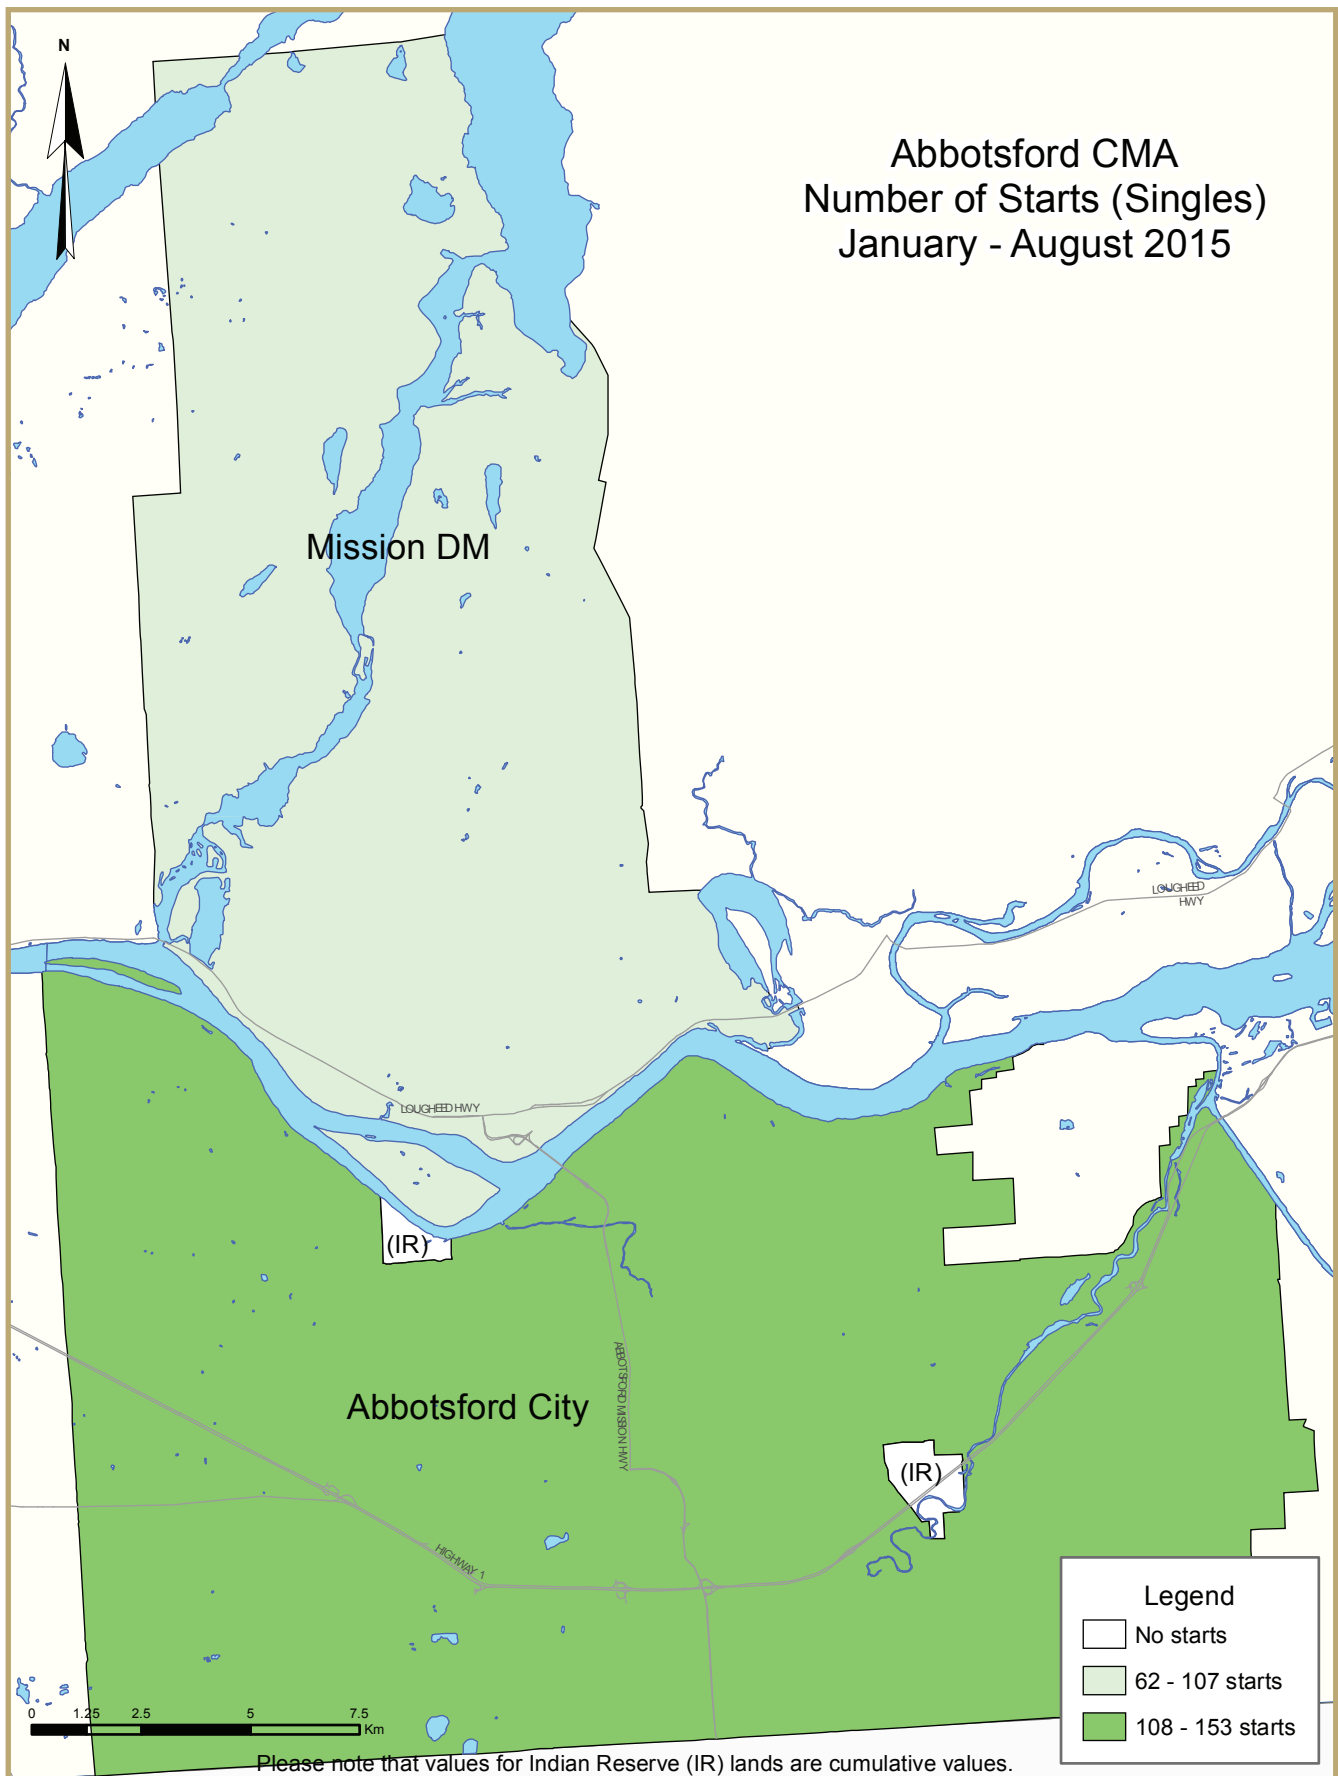 N
Abbotsford CMA
Number of Starts (Singles)
January - August 2015
Mission DM
LOUGHEED
HWY
LOUGHEED HWY
(IR)
ABBOTSFORD MISSION HWY
Abbotsford City
(IR)
HIGHWAY 1
Legend
No starts
62 - 107 starts
108 - 153 starts
0 1.25 2.5 5 7.5
Km
Please note that values for Indian Reserve (IR) lands are cumulative values.